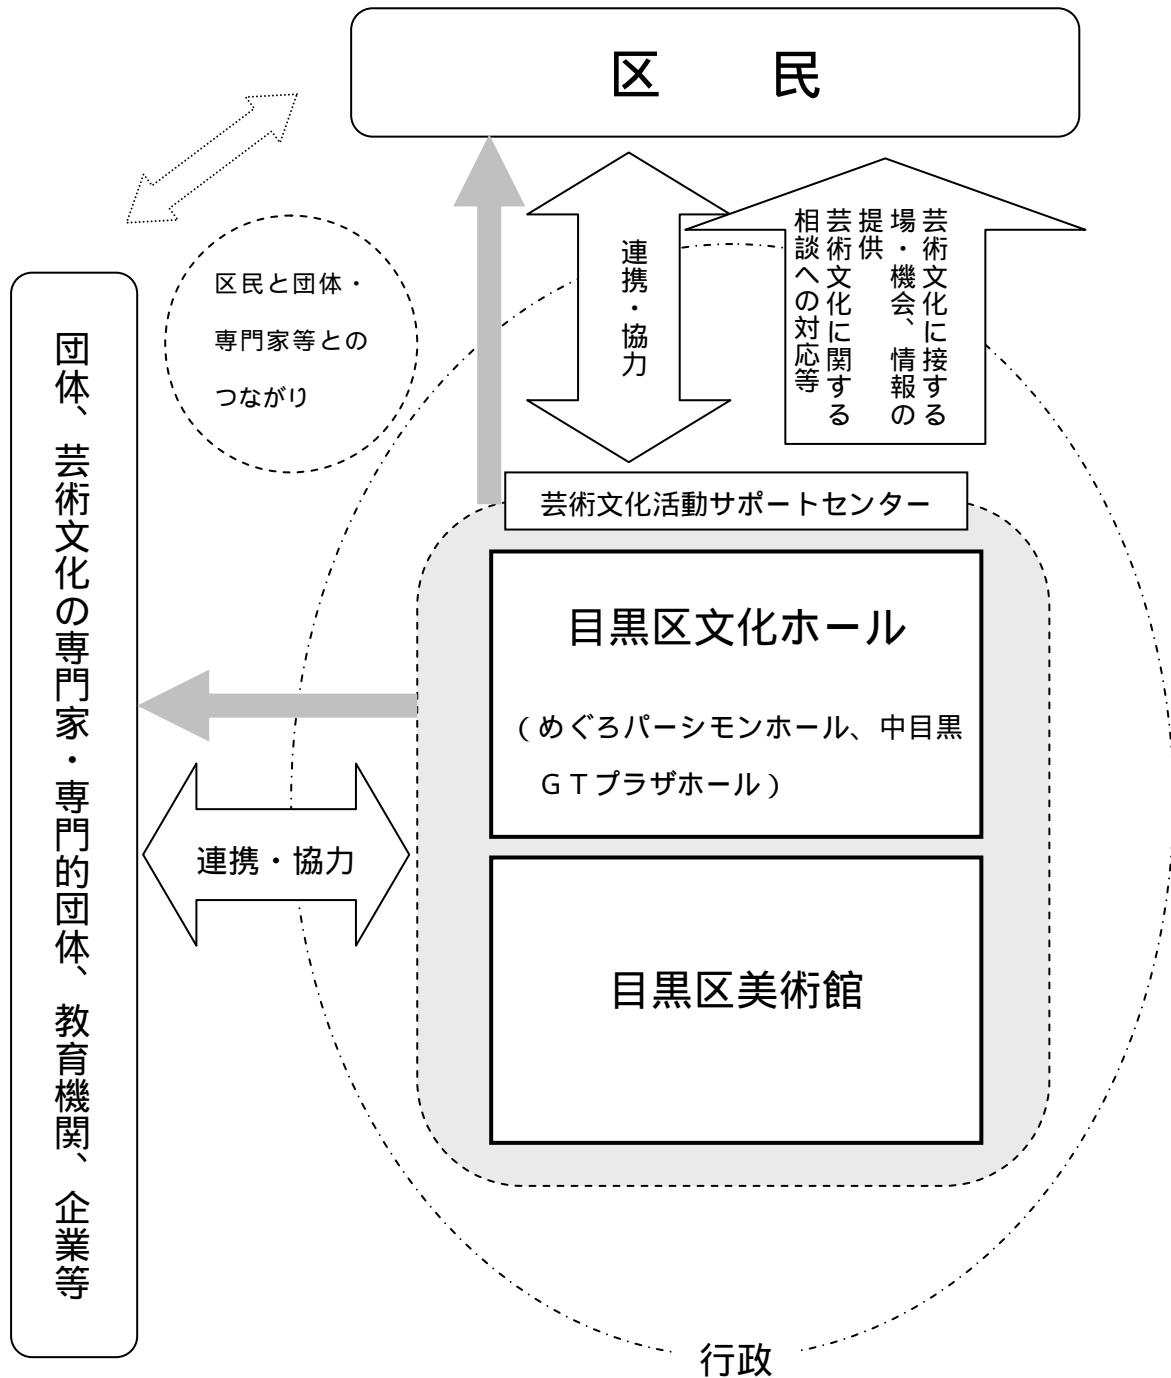 区　民
芸術文化に接する
場・機会、情報の
提供
芸術文化に関する
相談への対応等
連携・協力
区民と団体・
専門家等との
つながり
団体、芸術文化の専門家・専門的団体、教育機関、企業等
芸術文化活動サポートセンター
目黒区文化ホール
（めぐろパーシモンホール、中目黒
ＧＴプラザホール）
連携・協力
目黒区美術館
行政